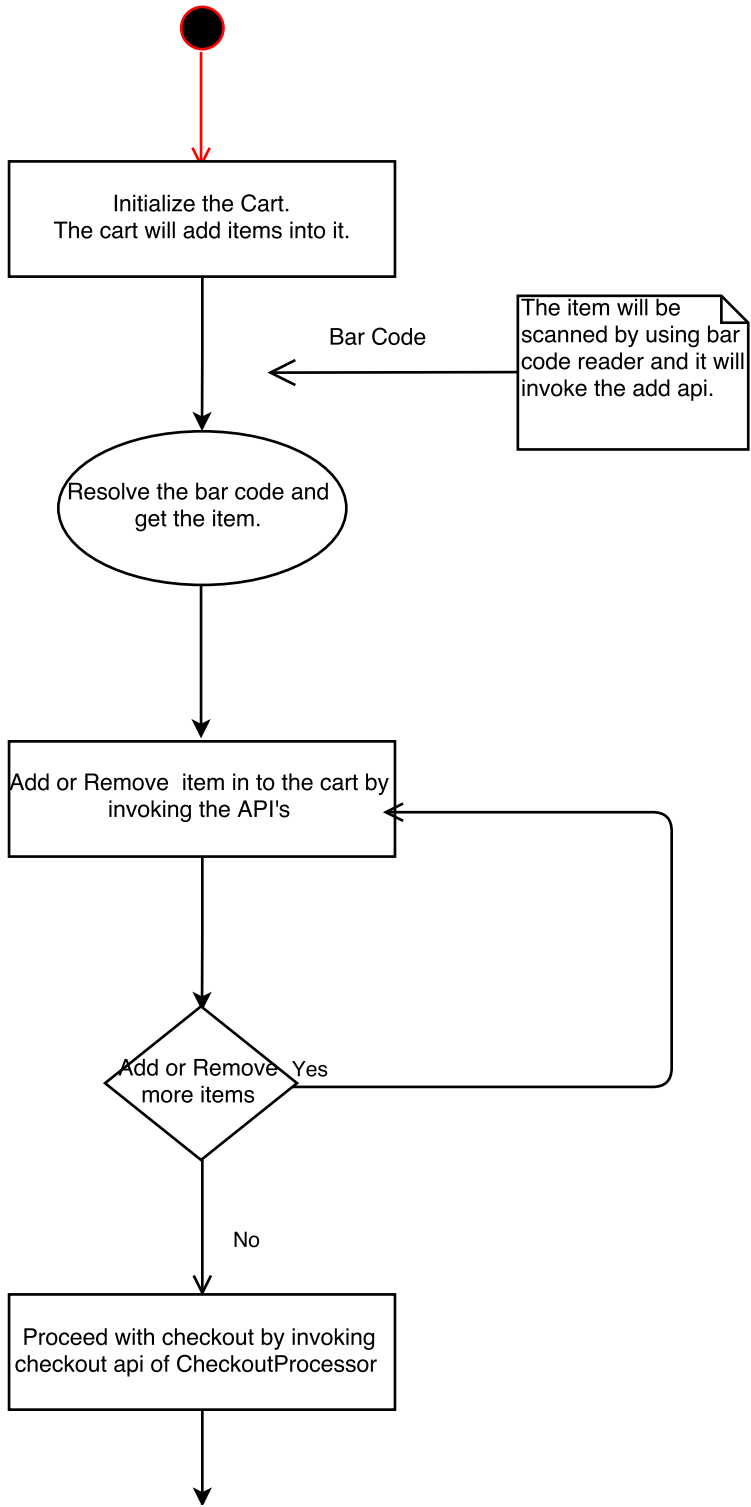 Initialize the Cart.
The cart will add items into it.
Bar Code
The item will be
scanned by using bar
code reader and it will
invoke the add api.
Resolve the bar code and
get the item.
Add or Remove  item in to the cart by
invoking the API's
Add or Remove
more items
Yes
No
Proceed with checkout by invoking
checkout api of CheckoutProcessor